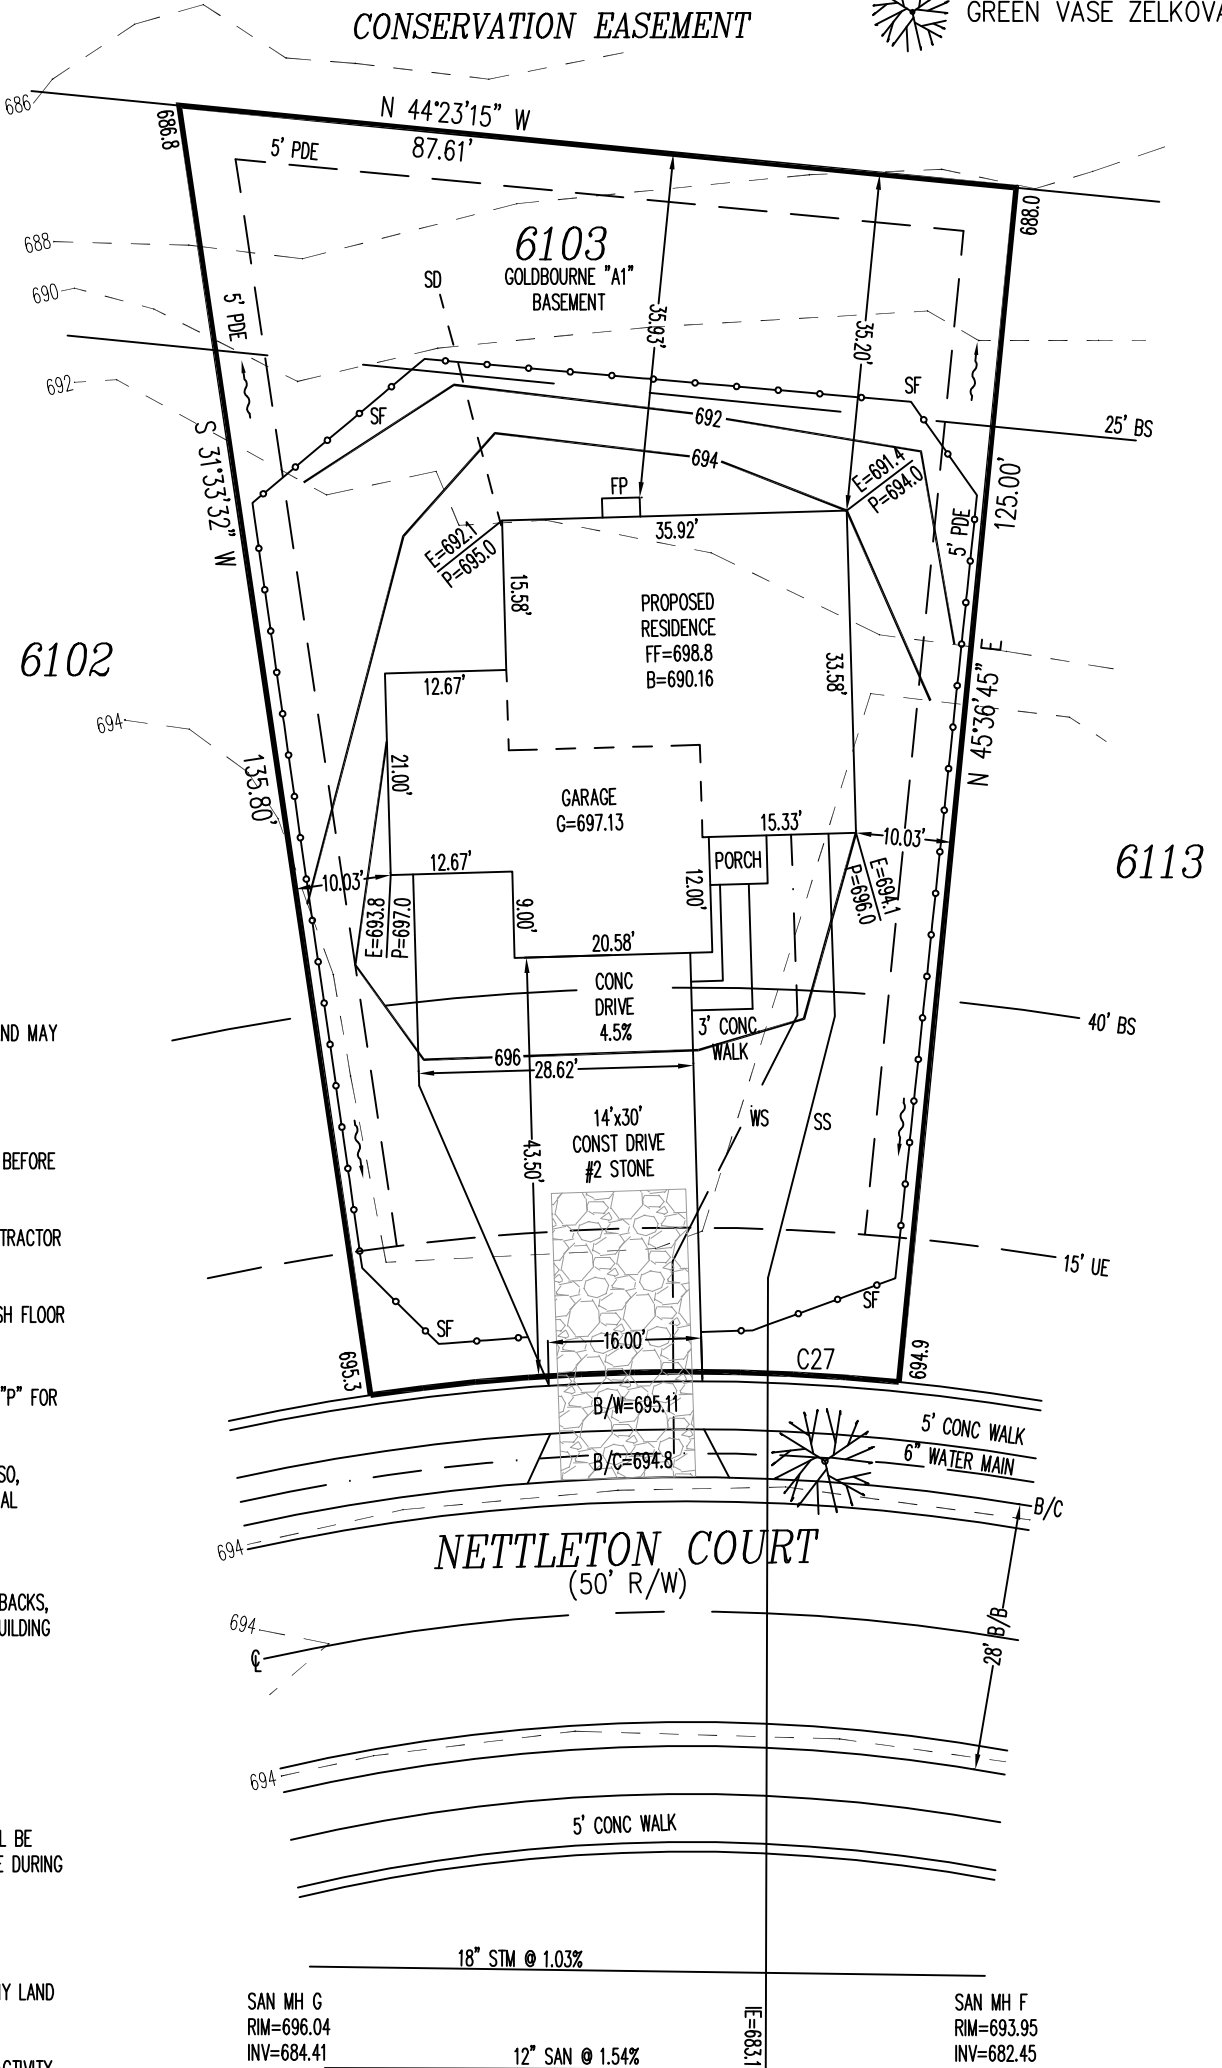 CONSERVATION EASEMENT
GREEN VASE ZELKOVA
686
686.8
N 44°23'15" W
87.61'
5' PDE
688.0
688
6103
GOLDBOURNE "A1"
BASEMENT
SD
690
5' PDE
35.93'
35.20'
692
SF
SF
692
25' BS
S 31°33'32" W
694
E=691.4
P=694.0
125.00'
FP
35.92'
5' PDE
E=692.1
P=695.0
15.58'
PROPOSED
RESIDENCE
FF=698.8
B=690.16
33.58'
6102
12.67'
N 45°36'45" E
694
135.80'
21.00'
GARAGE
G=697.13
15.33'
10.03'
PORCH
6113
12.67'
10.03'
12.00'
E=694.1
P=696.0
E=693.8
P=697.0
9.00'
20.58'
CONC
DRIVE
4.5%
3' CONC
WALK
40' BS
ND MAY
696
28.62'
14'x30'
CONST DRIVE
#2 STONE
WS
SS
43.50'
BEFORE
TRACTOR
15' UE
SH FLOOR
SF
SF
16.00'
695.3
C27
694.9
"P" FOR
B/W=695.11
5' CONC WALK
6" WATER MAIN
B/C=694.8
SO,
AL
B/C
694
NETTLETON COURT
(50' R/W)
BACKS,
UILDING
694
28' B/B
℄
694
5' CONC WALK
L BE
E DURING
18" STM @ 1.03%
NY LAND
SAN MH G
RIM=696.04
INV=684.41
IE=683.1
SAN MH F
RIM=693.95
INV=682.45
12" SAN @ 1.54%